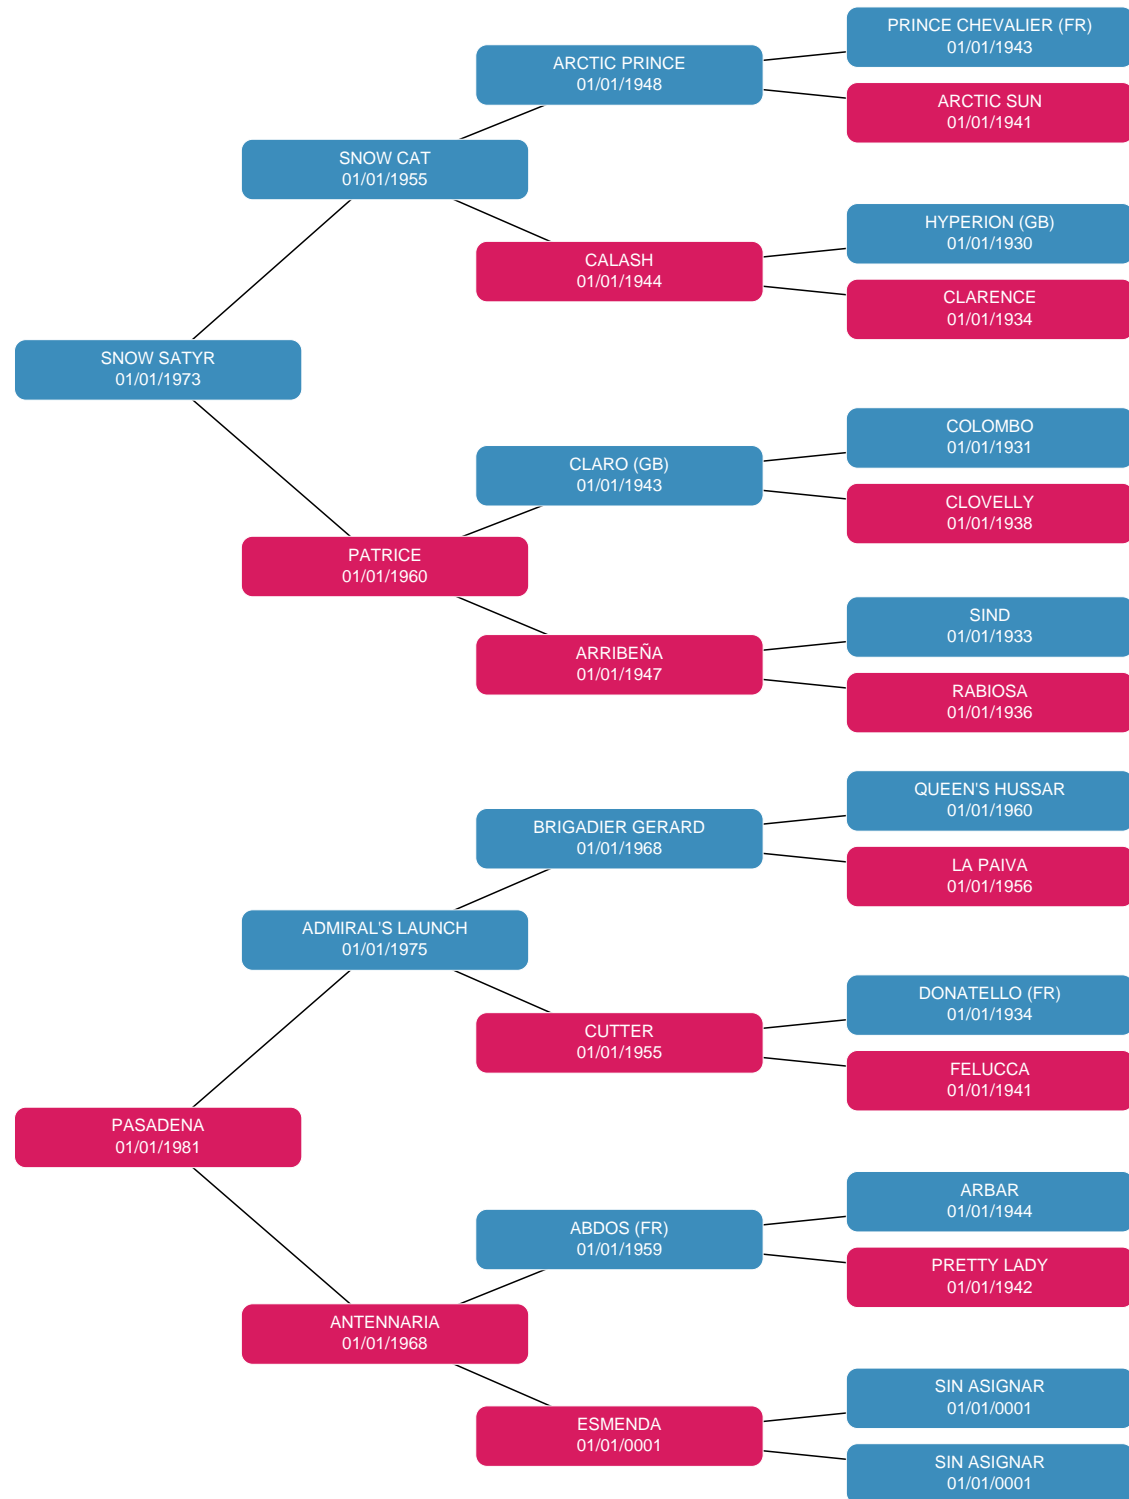 PRINCE CHEVALIER (FR)
01/01/1943
ARCTIC PRINCE
01/01/1948
ARCTIC SUN
01/01/1941
SNOW CAT
01/01/1955
HYPERION (GB)
01/01/1930
CALASH
01/01/1944
CLARENCE
01/01/1934
SNOW SATYR
01/01/1973
COLOMBO
01/01/1931
CLARO (GB)
01/01/1943
CLOVELLY
01/01/1938
PATRICE
01/01/1960
SIND
01/01/1933
ARRIBEÑA
01/01/1947
RABIOSA
01/01/1936
QUEEN'S HUSSAR
01/01/1960
BRIGADIER GERARD
01/01/1968
LA PAIVA
01/01/1956
ADMIRAL'S LAUNCH
01/01/1975
DONATELLO (FR)
01/01/1934
CUTTER
01/01/1955
FELUCCA
01/01/1941
PASADENA
01/01/1981
ARBAR
01/01/1944
ABDOS (FR)
01/01/1959
PRETTY LADY
01/01/1942
ANTENNARIA
01/01/1968
SIN ASIGNAR
01/01/0001
ESMENDA
01/01/0001
SIN ASIGNAR
01/01/0001